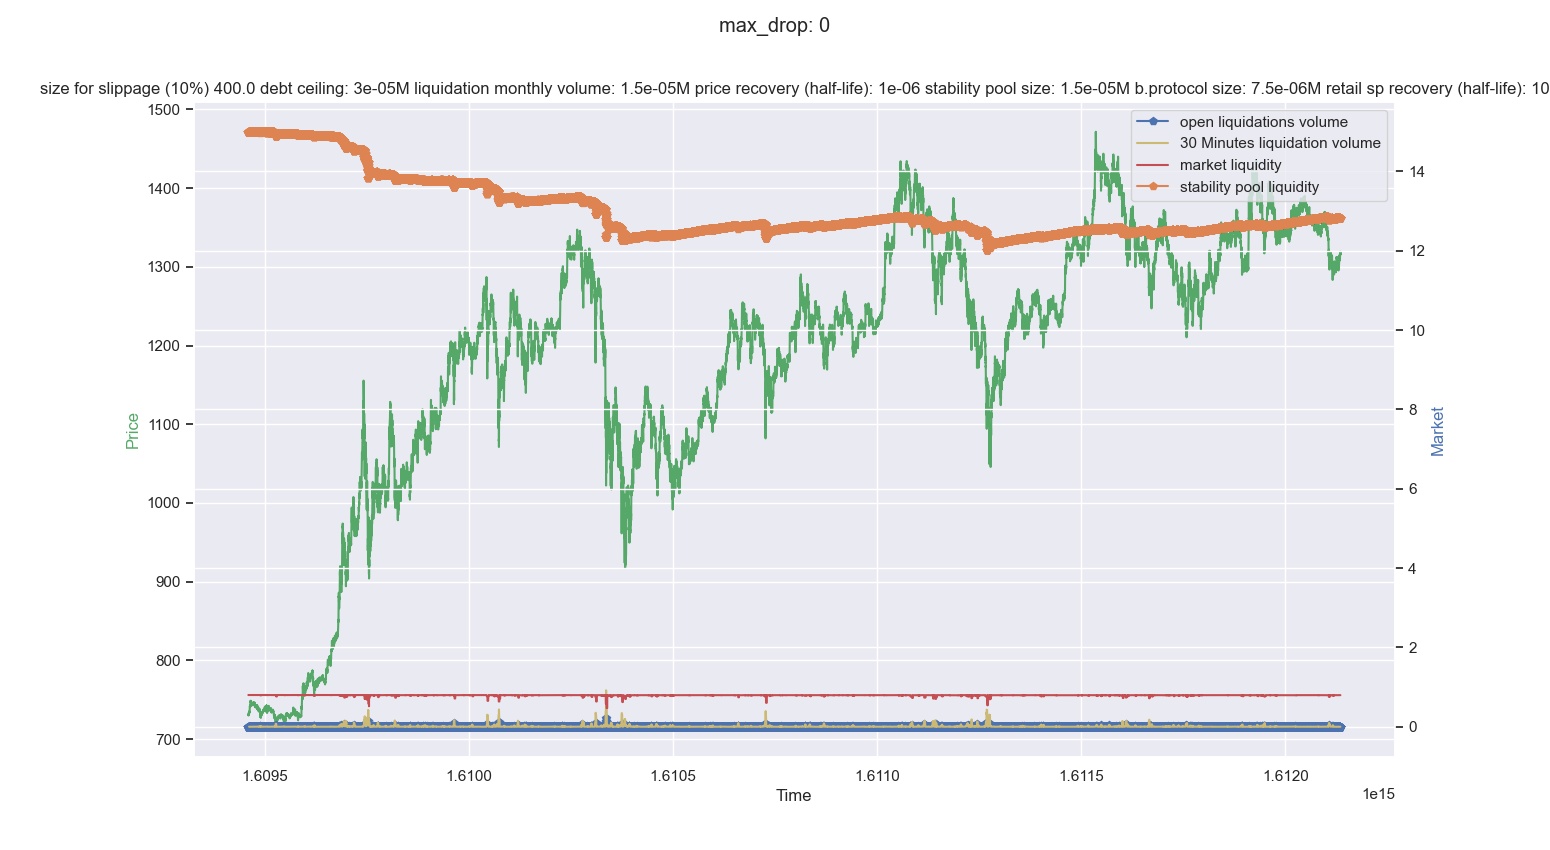 max_drop: 0
size for slippage (10%) 400.0 debt ceiling: 3e-05M liquidation monthly volume: 1.5e-05M price recovery (half-life): 1e-06 stability pool size: 1.5e-05M b.protocol size: 7.5e-06M retail sp recovery (half-life): 10
open liquidations volume
30 Minutes liquidation volume
market liquidity
stability pool liquidity
1500
1400
1300
1200
1100
1000
900
800
700
Price
14
12
10
8
6
4
2
0
Market
1.6095 1.6100 1.6105 1.6110 1.6115 1.6120
Time
1e15